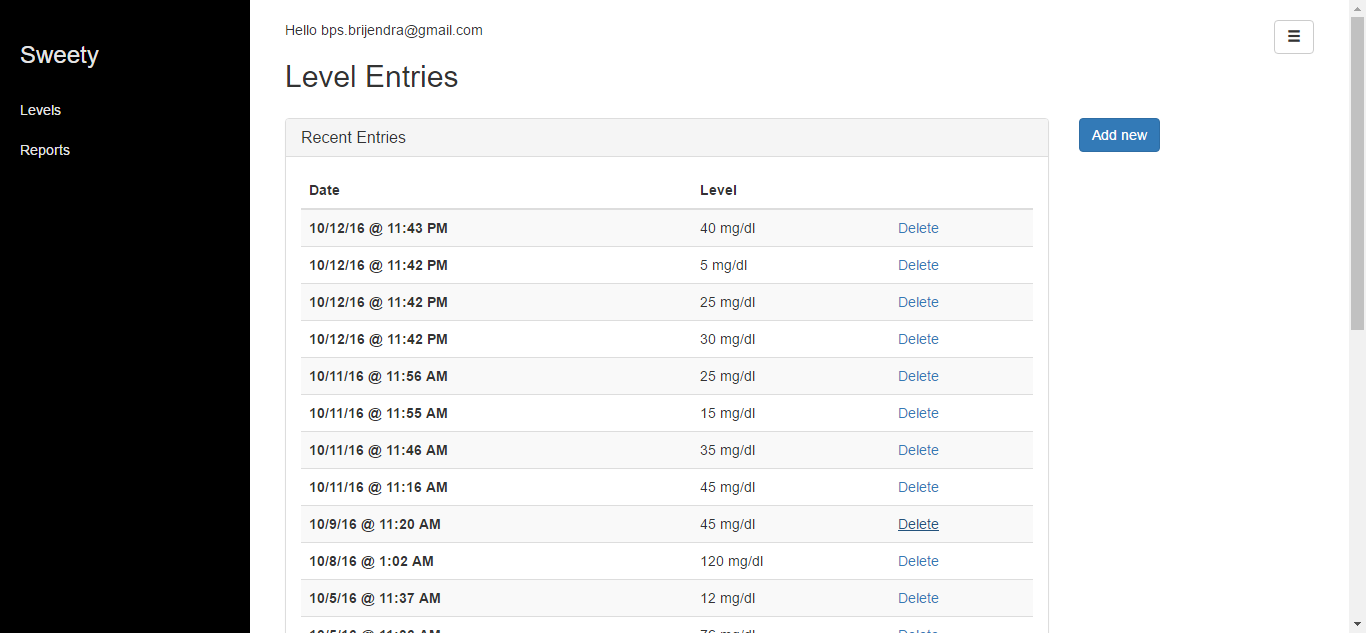 Hello bps.brijendra@gmail.com
Sweety
Level Entries
Levels
Reports
Recent Entries
Add new
Date Level
10/12/16 @ 11:43 PM 40 mg/dl Delete
10/12/16 @ 11:42 PM 5 mg/dl Delete
10/12/16 @ 11:42 PM 25 mg/dl Delete
10/12/16 @ 11:42 PM 30 mg/dl Delete
10/11/16 @ 11:56 AM 25 mg/dl Delete
10/11/16 @ 11:55 AM 15 mg/dl Delete
10/11/16 @ 11:46 AM 35 mg/dl Delete
10/11/16 @ 11:16 AM 45 mg/dl Delete
10/9/16 @ 11:20 AM 45 mg/dl Delete
10/8/16 @ 1:02 AM 120 mg/dl Delete
10/5/16 @ 11:37 AM 12 mg/dl Delete